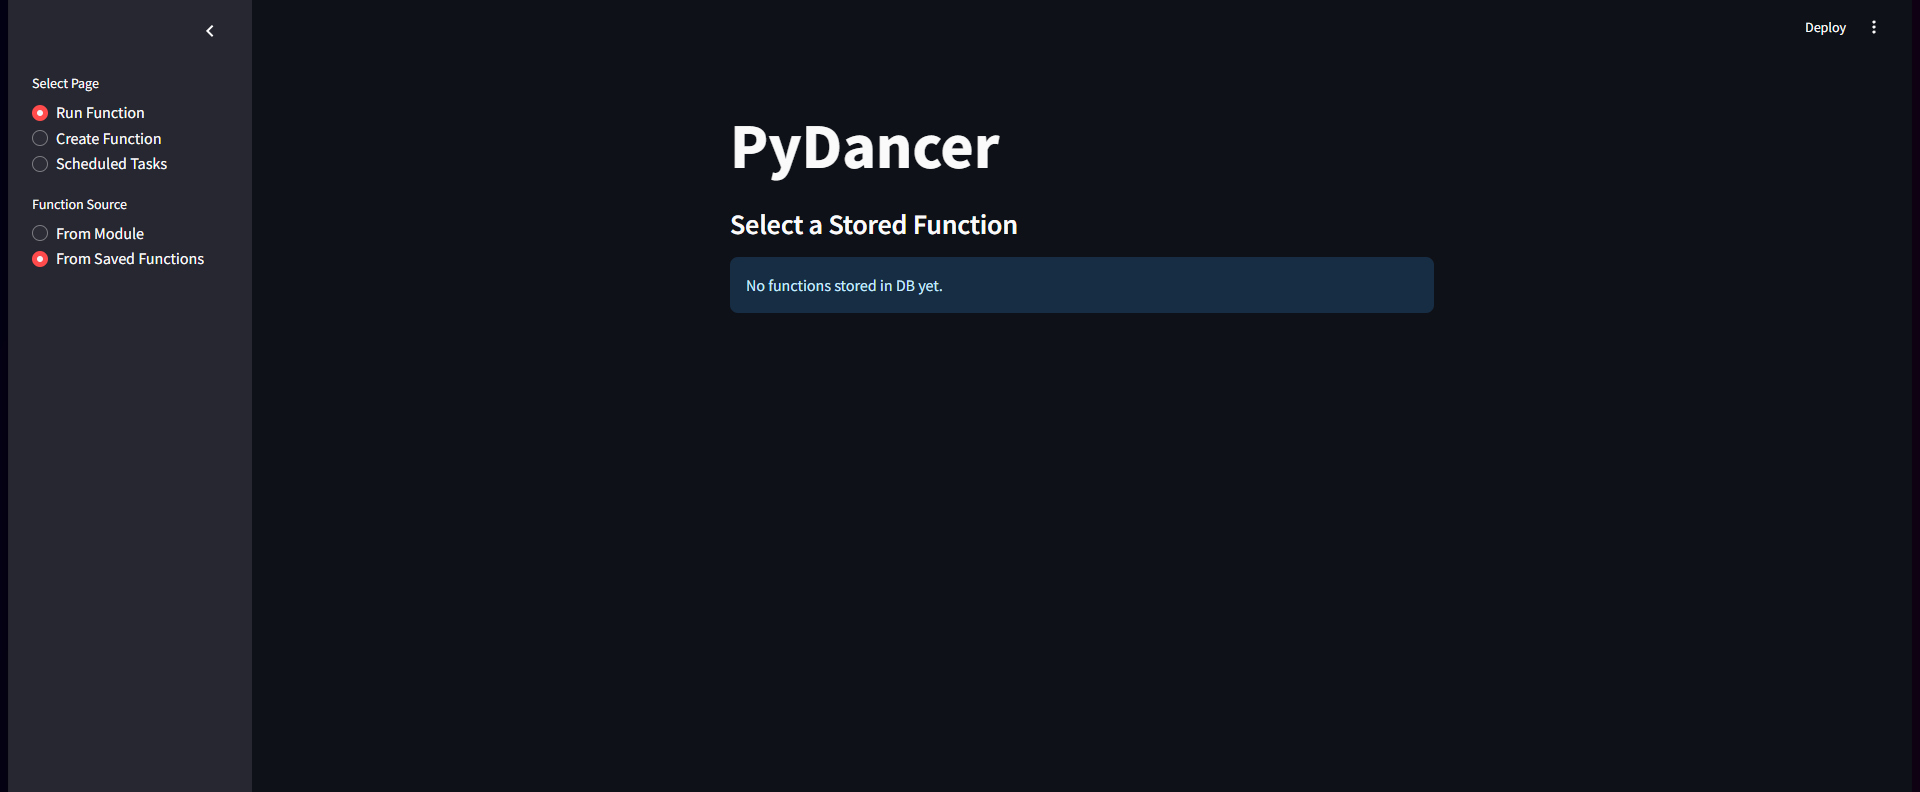 Deploy
Select Page
Run Function
Create Function
Scheduled Tasks
Function Source
From Module
From Saved Functions
PyDancer
Select a Stored Function
No functions stored in DB yet.